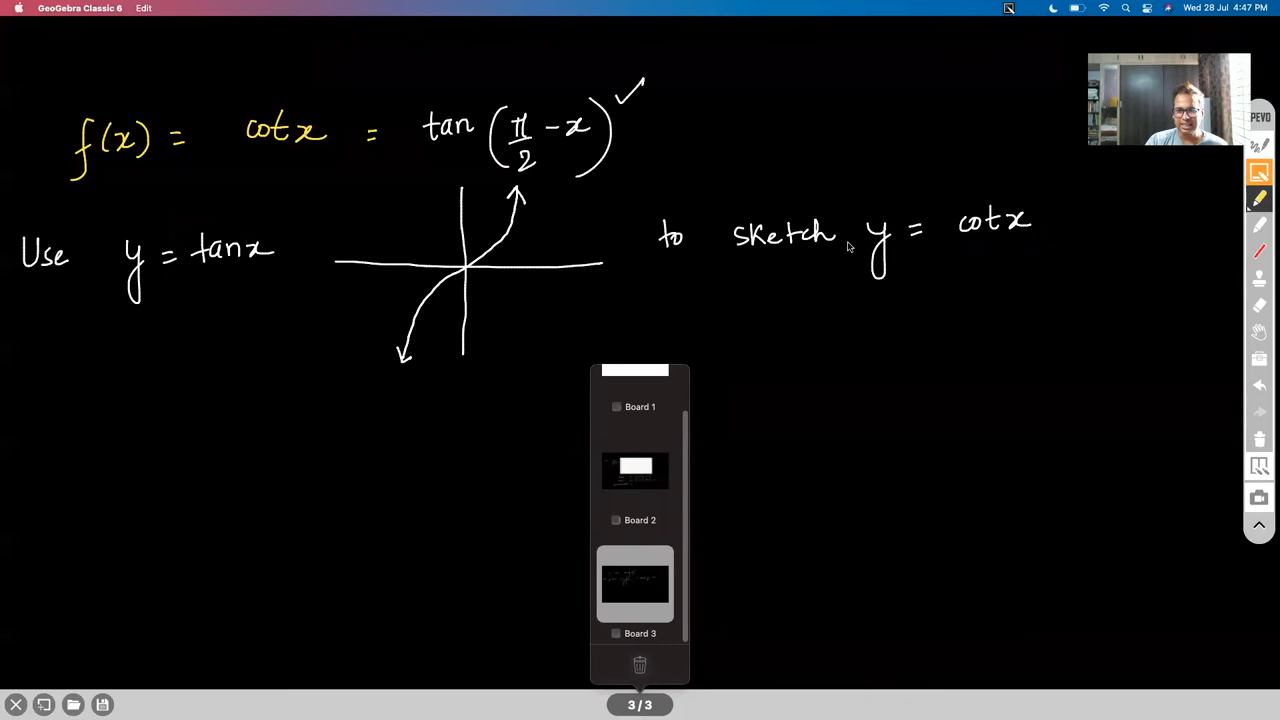 GeoGebra Classic 6 Edit Wed 28 Jul 4:47 PM
f(x) = cot x = tan (π/2 - x) ✓
Use y = tan x to sketch y = cot x
PEVO
Board 1
Board 2
Board 3
3/3